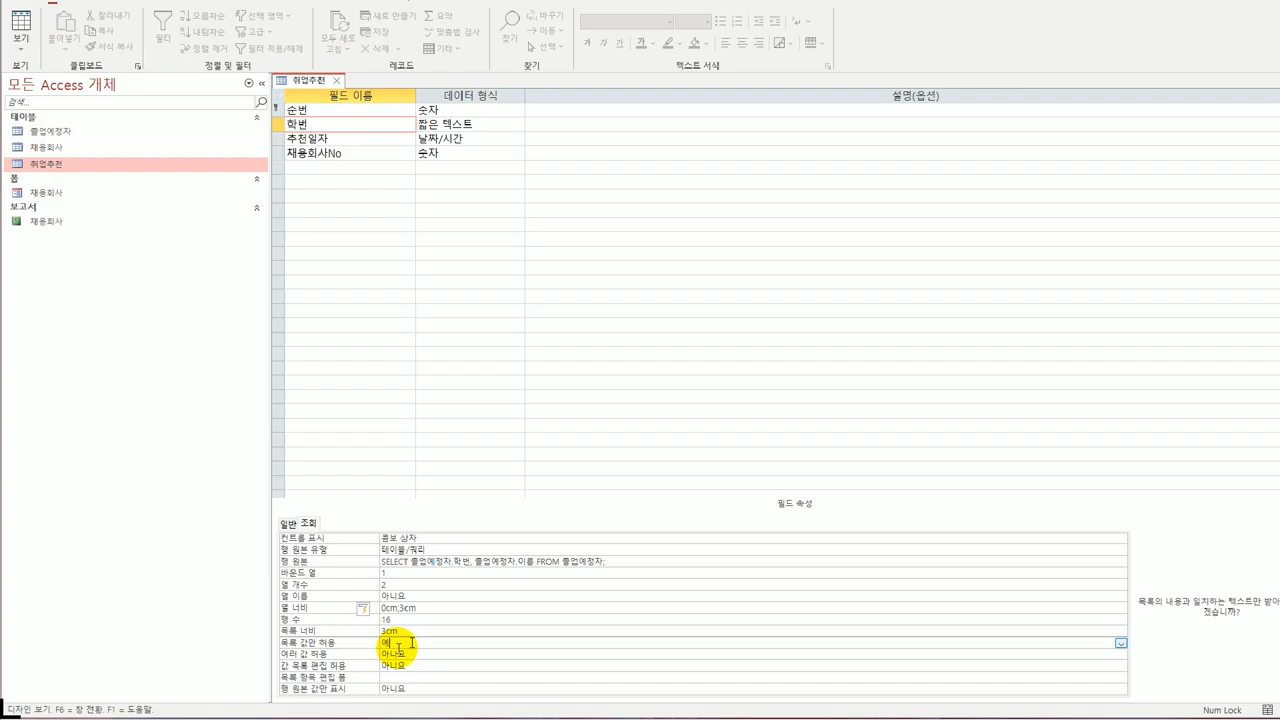 보기
보기
붙여넣기
잘라내기
복사
서식 복사
클립보드
필터
오름차순
내림차순
정렬 제거
선택 영역
고급
필터 적용/해제
정렬 및 필터
모두 새로
고침
새로 만들기
저장
삭제
요약
맞춤법 검사
기타
레코드
찾기
바꾸기
이동
선택
찾기
가 가 가
텍스트 서식
모든 Access 개체
검색...
테이블
졸업예정자
채용회사
취업추천
폼
채용회사
보고서
채용회사
취업추천
필드 이름 데이터 형식 설명(옵션)
순번 숫자
학번 짧은 텍스트
추천일자 날짜/시간
채용회사No 숫자
필드 속성
일반 조회
컨트롤 표시 콤보 상자
행 원본 유형 테이블/쿼리
행 원본 SELECT 졸업예정자.학번, 졸업예정자.이름 FROM 졸업예정자;
바운드 열 1
열 개수 2
열 이름 아니요
열 너비 0cm;3cm
행 수 16
목록 너비 3cm
목록 값만 허용 예
여러 값 허용 아니요
값 목록 편집 허용 아니요
목록 항목 편집 폼
행 원본 값만 표시 아니요
목록의 내용과 일치하는 텍스트만 받아
겠습니까?
디자인 보기. F6 = 창 전환. F1 = 도움말.
Num Lock